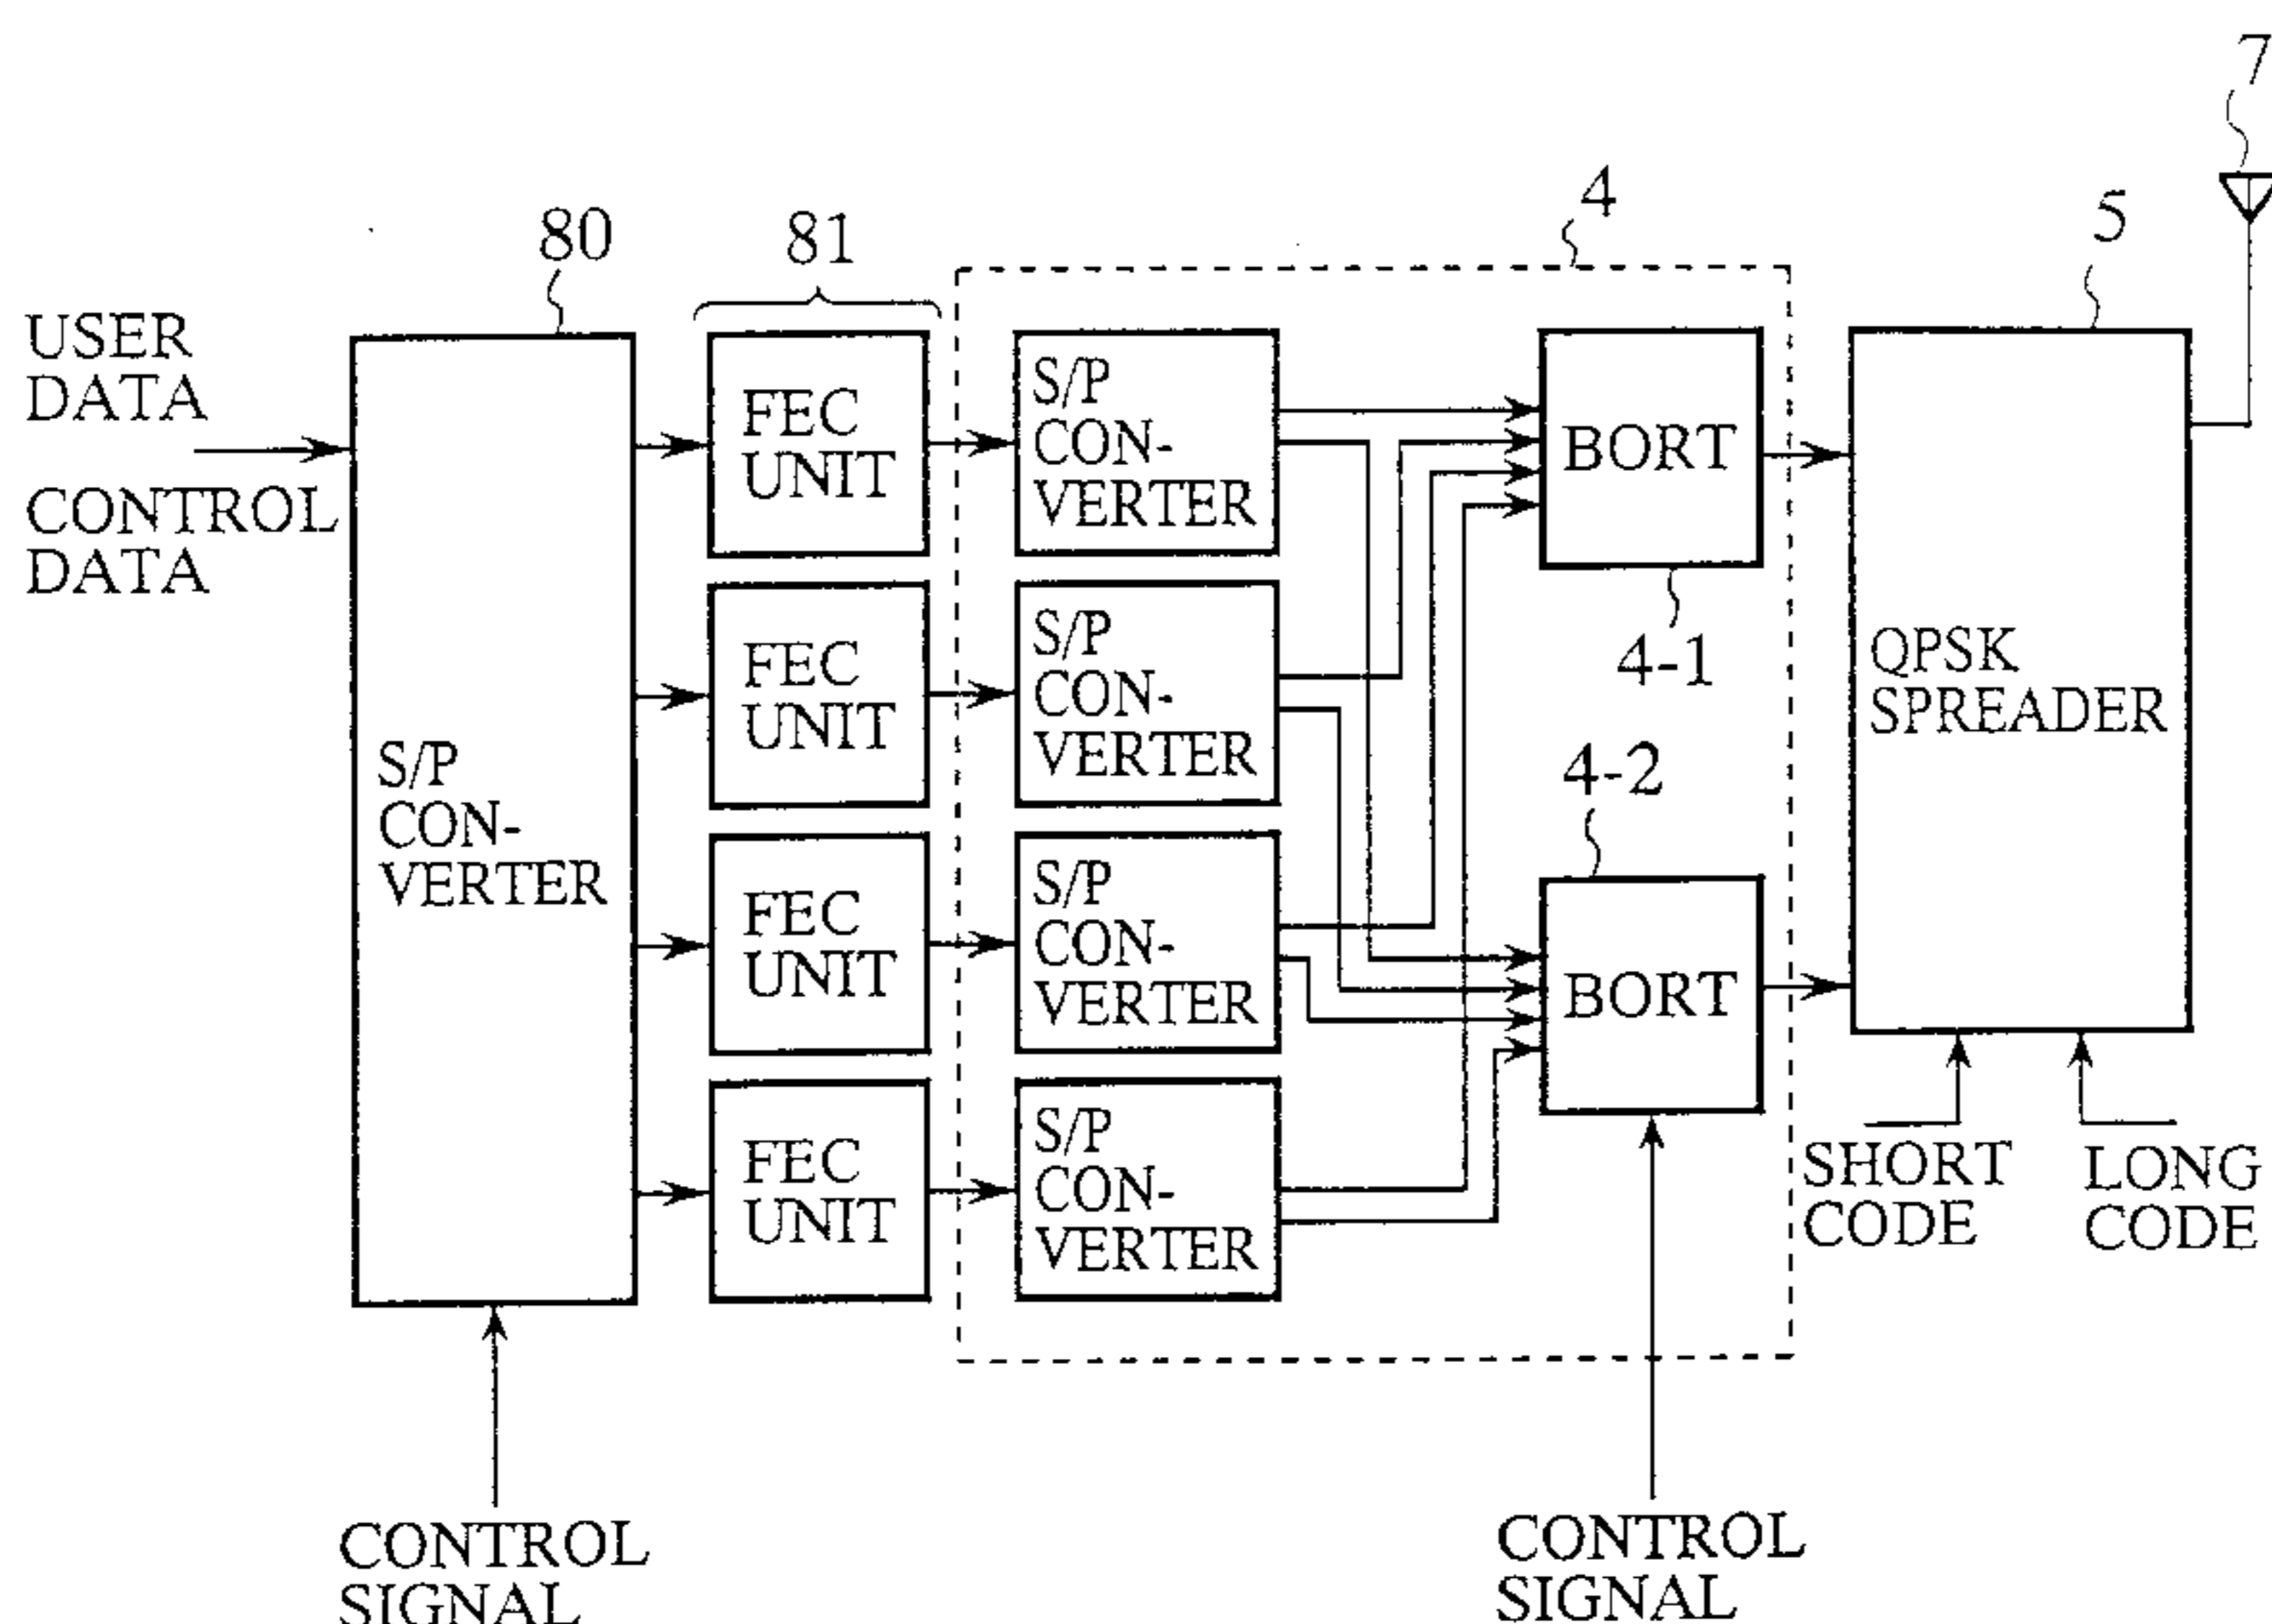 7
4
5
80
81
USER
DATA
CONTROL
DATA
S/P
CON-
VERTER
FEC
UNIT
FEC
UNIT
FEC
UNIT
FEC
UNIT
S/P
CON-
VERTER
S/P
CON-
VERTER
S/P
CON-
VERTER
S/P
CON-
VERTER
BORT
4-1
4-2
BORT
QPSK
SPREADER
SHORT
CODE
LONG
CODE
CONTROL
SIGNAL
CONTROL
SIGNAL